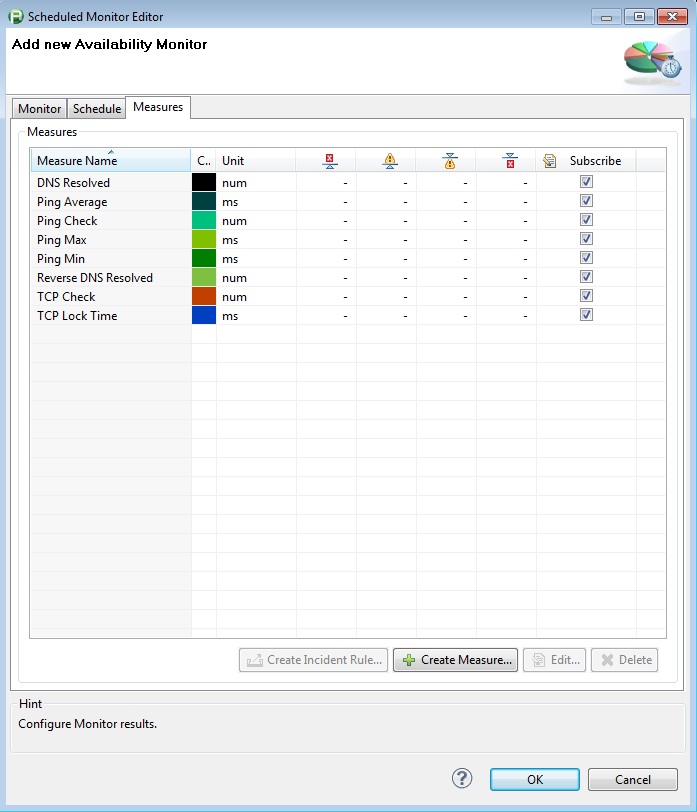 Scheduled Monitor Editor
Add new Availability Monitor
Monitor Schedule Measures
Measures
Measure Name C.. Unit Subscribe
DNS Resolved num - - - -
Ping Average ms - - - -
Ping Check num - - - -
Ping Max ms - - - -
Ping Min ms - - - -
Reverse DNS Resolved num - - - -
TCP Check num - - - -
TCP Lock Time ms - - - -
Create Incident Rule... Create Measure... Edit... Delete
Hint
Configure Monitor results.
? OK Cancel